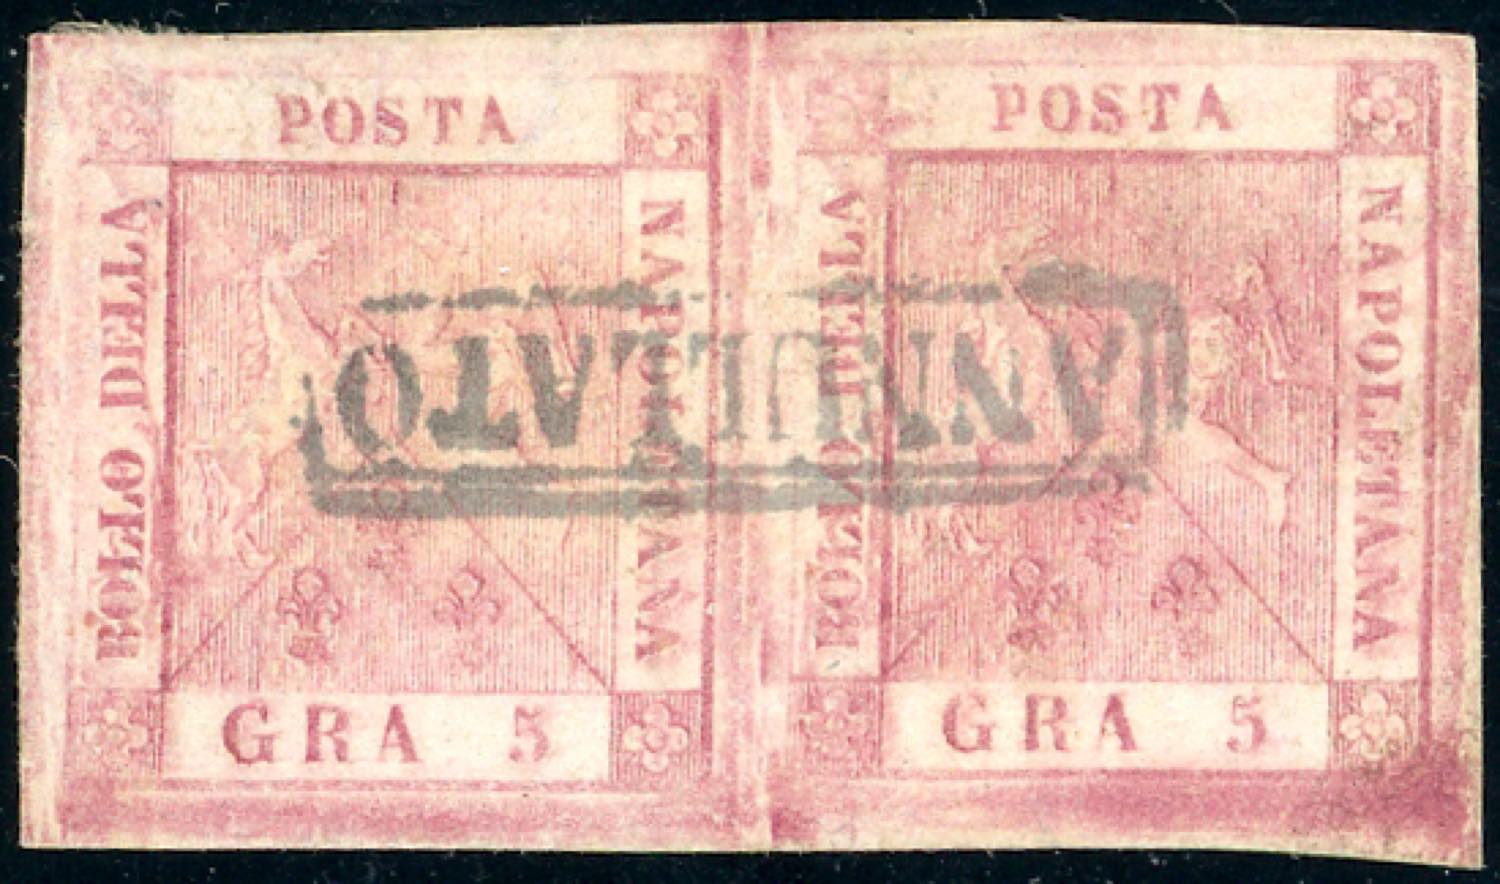 POSTA
BOLLO DELLA
NAPOLETANA
GRA 5
POSTA
BOLLO DELLA
NAPOLETANA
GRA 5
ANNULLATO